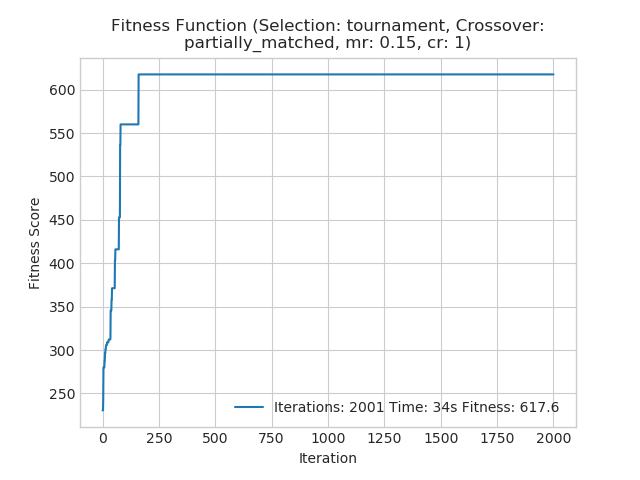 Fitness Function (Selection: tournament, Crossover:
partially_matched, mr: 0.15, cr: 1)
600
550
500
450
400
350
300
250
Fitness Score
Iterations: 2001 Time: 34s Fitness: 617.6
0 250 500 750 1000 1250 1500 1750 2000
Iteration